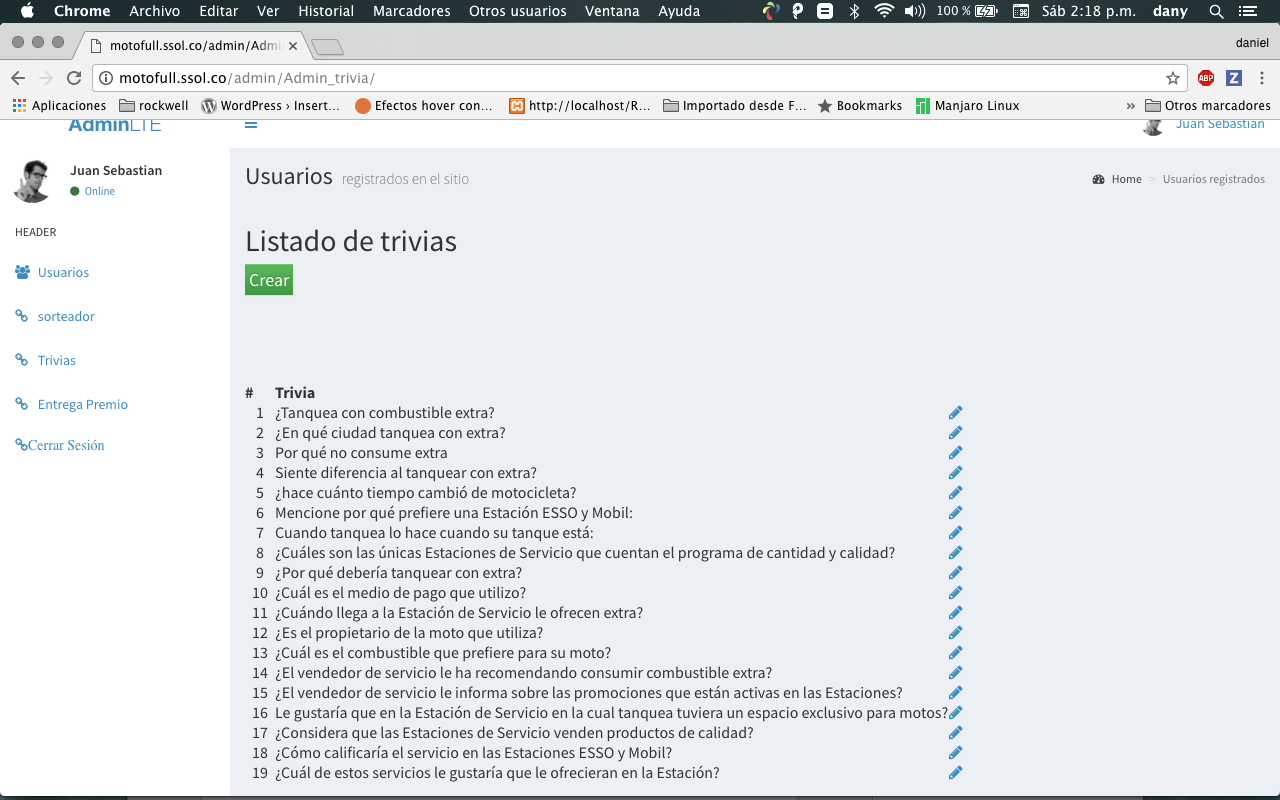 Chrome Archivo Editar Ver Historial Marcadores Otros usuarios Ventana Ayuda 100 % Sáb 2:18 p.m. dany
motofull.ssol.co/admin/Admi daniel
motofull.ssol.co/admin/Admin_trivia/ ABP Z
Aplicaciones rockwell WordPress › Insert… Efectos hover con… http://localhost/R… Importado desde F… Bookmarks Manjaro Linux » Otros marcadores
AdminLTE Juan Sebastian
Juan Sebastian
Online
HEADER
Usuarios
sorteador
Trivias
Entrega Premio
Cerrar Sesión
Usuarios registrados en el sitio Home > Usuarios registrados
Listado de trivias
Crear
# Trivia
1 ¿Tanquea con combustible extra?
2 ¿En qué ciudad tanquea con extra?
3 Por qué no consume extra
4 Siente diferencia al tanquear con extra?
5 ¿hace cuánto tiempo cambió de motocicleta?
6 Mencione por qué prefiere una Estación ESSO y Mobil:
7 Cuando tanquea lo hace cuando su tanque está:
8 ¿Cuáles son las únicas Estaciones de Servicio que cuentan el programa de cantidad y calidad?
9 ¿Por qué debería tanquear con extra?
10 ¿Cuál es el medio de pago que utilizo?
11 ¿Cuándo llega a la Estación de Servicio le ofrecen extra?
12 ¿Es el propietario de la moto que utiliza?
13 ¿Cuál es el combustible que prefiere para su moto?
14 ¿El vendedor de servicio le ha recomendando consumir combustible extra?
15 ¿El vendedor de servicio le informa sobre las promociones que están activas en las Estaciones?
16 Le gustaría que en la Estación de Servicio en la cual tanquea tuviera un espacio exclusivo para motos?
17 ¿Considera que las Estaciones de Servicio venden productos de calidad?
18 ¿Cómo calificaría el servicio en las Estaciones ESSO y Mobil?
19 ¿Cuál de estos servicios le gustaría que le ofrecieran en la Estación?